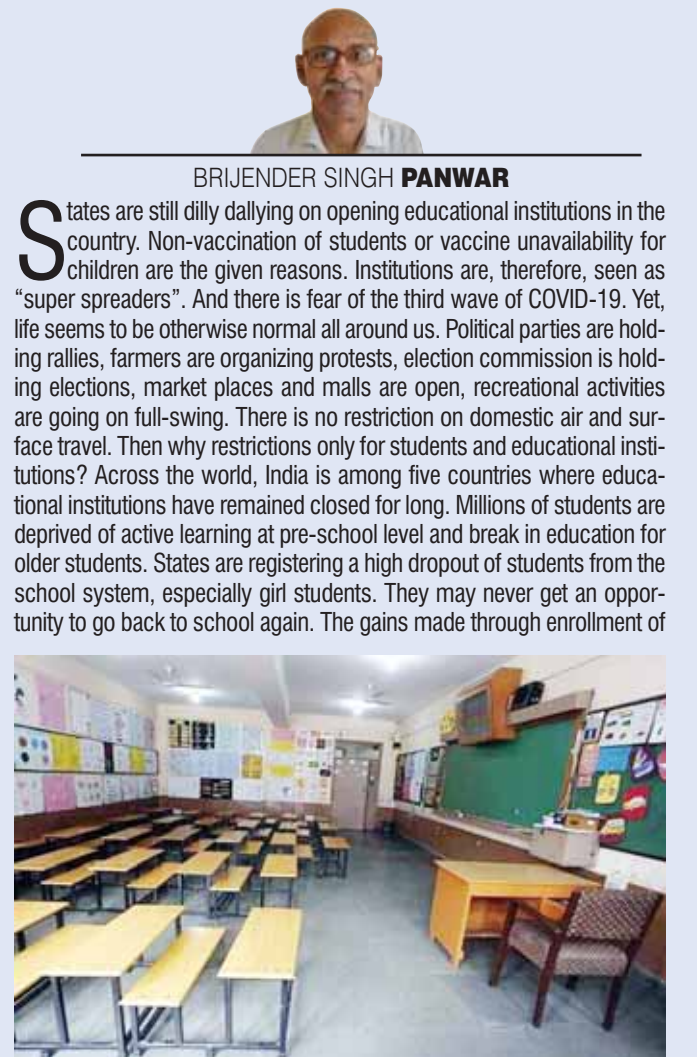 BRIJENDER SINGH PANWAR
States are still dilly dallying on opening educational institutions in the
country. Non-vaccination of students or vaccine unavailability for
children are the given reasons. Institutions are, therefore, seen as
“super spreaders”. And there is fear of the third wave of COVID-19. Yet,
life seems to be otherwise normal all around us. Political parties are hold-
ing rallies, farmers are organizing protests, election commission is hold-
ing elections, market places and malls are open, recreational activities
are going on full-swing. There is no restriction on domestic air and sur-
face travel. Then why restrictions only for students and educational insti-
tutions? Across the world, India is among five countries where educa-
tional institutions have remained closed for long. Millions of students are
deprived of active learning at pre-school level and break in education for
older students. States are registering a high dropout of students from the
school system, especially girl students. They may never get an oppor-
tunity to go back to school again. The gains made through enrollment of